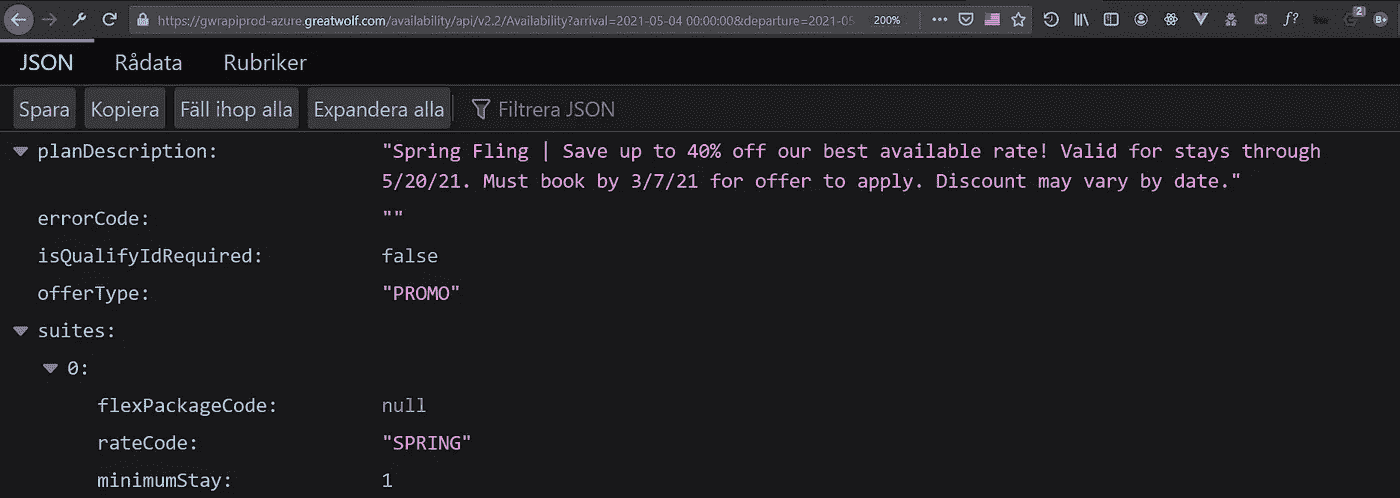 https://gwrapiprod-azure.greatwolf.com/availability/api/v2.2/Availability?arrival=2021-05-04 00:00:00&departure=2021-05 200% f? 2
JSON Rådata Rubriker
Spara Kopiera Fäll ihop alla Expandera alla Filtrera JSON
planDescription: "Spring Fling | Save up to 40% off our best available rate! Valid for stays through
5/20/21. Must book by 3/7/21 for offer to apply. Discount may vary by date."
errorCode: ""
isQualifyIdRequired: false
offerType: "PROMO"
suites:
0:
flexPackageCode: null
rateCode: "SPRING"
minimumStay: 1